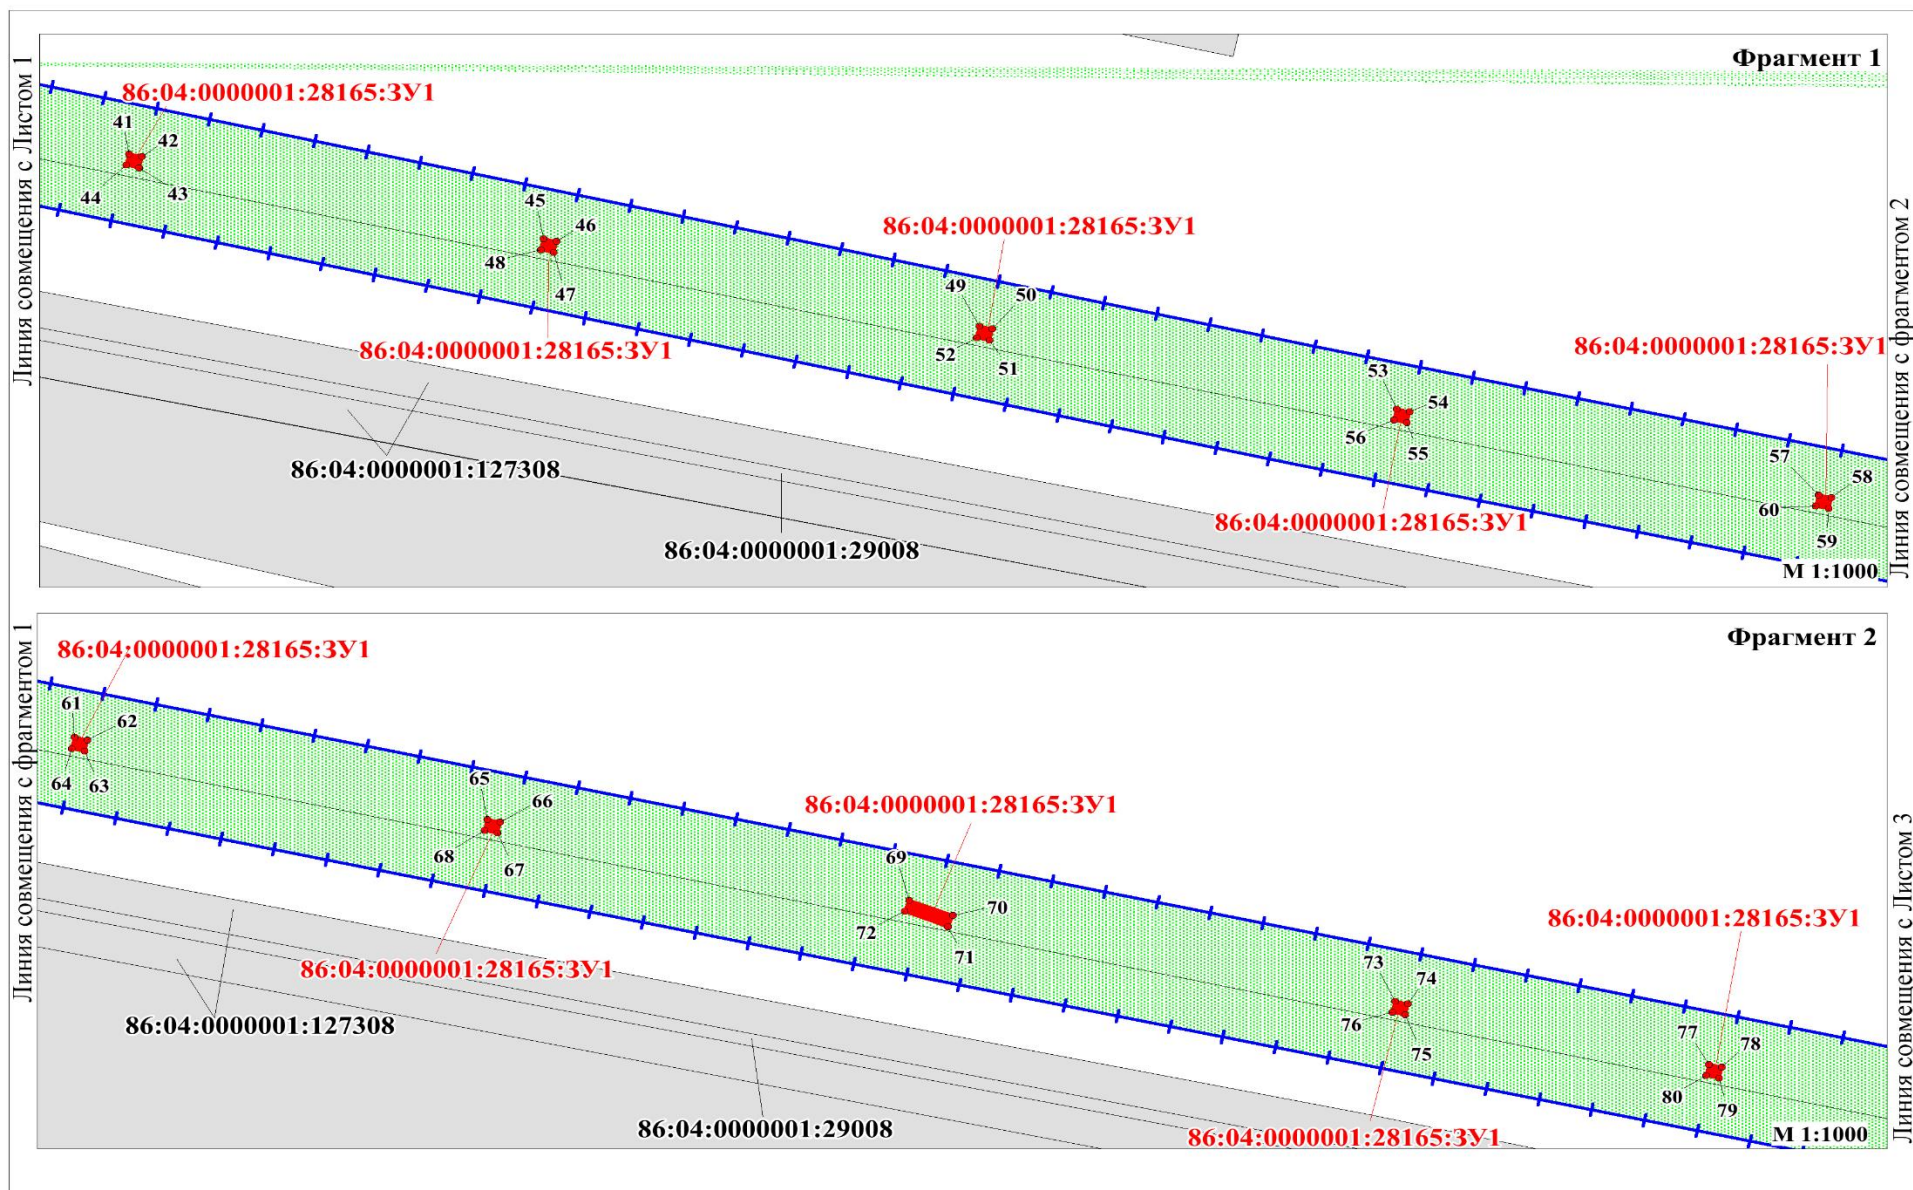 Фрагмент 1
Линия совмещения с Листом 1
86:04:0000001:28165:ЗУ1
41
42
44
43
45
46
48
47
86:04:0000001:28165:ЗУ1
86:04:0000001:28165:ЗУ1
49
50
52
51
86:04:0000001:28165:ЗУ1
53
54
56
55
86:04:0000001:28165:ЗУ1
57
58
60
59
86:04:0000001:127308
86:04:0000001:29008
М 1:1000
Линия совмещения с фрагментом 2
Фрагмент 2
Линия совмещения с фрагментом 1
86:04:0000001:28165:ЗУ1
61
62
64
63
65
66
68
67
86:04:0000001:28165:ЗУ1
86:04:0000001:28165:ЗУ1
69
70
72
71
73
74
76
75
86:04:0000001:28165:ЗУ1
86:04:0000001:28165:ЗУ1
77
78
80
79
86:04:0000001:127308
86:04:0000001:29008
М 1:1000
Линия совмещения с Листом 3